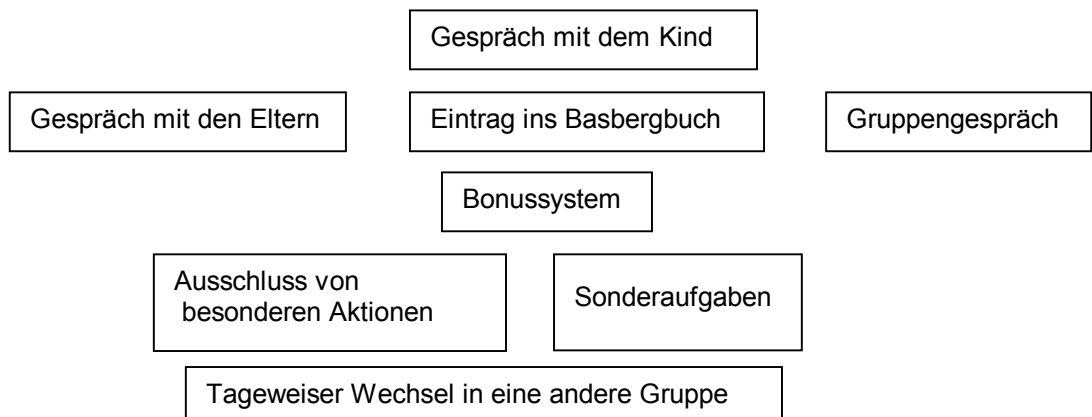 Gespräch mit dem Kind
Gespräch mit den Eltern
Eintrag ins Basbergbuch
Gruppengespräch
Bonussystem
Ausschluss von
besonderen Aktionen
Sonderaufgaben
Tageweiser Wechsel in eine andere Gruppe